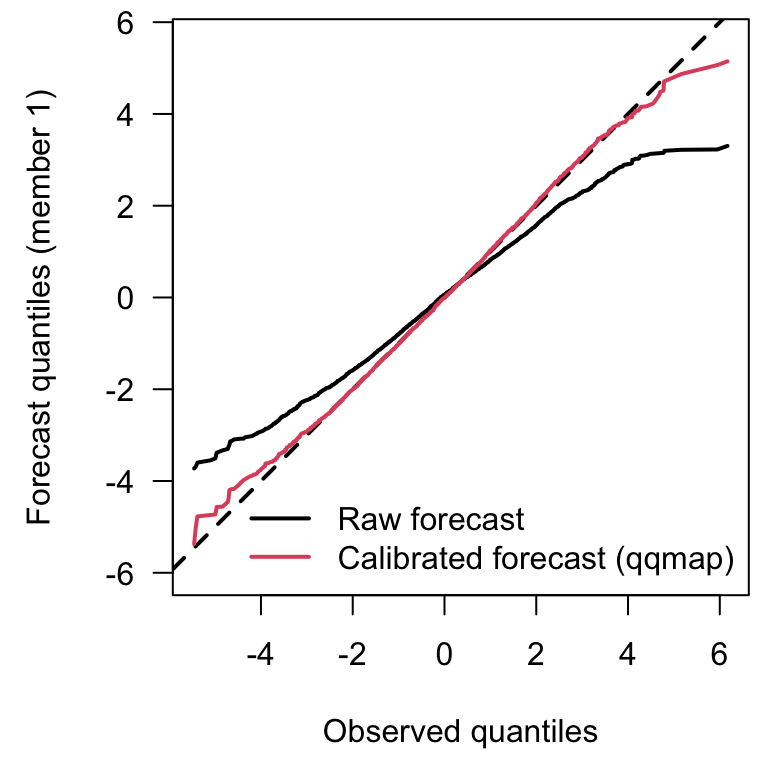 Forecast quantiles (member 1)
6
4
2
0
-2
-4
-6
Raw forecast
Calibrated forecast (qqmap)
-4 -2 0 2 4 6
Observed quantiles